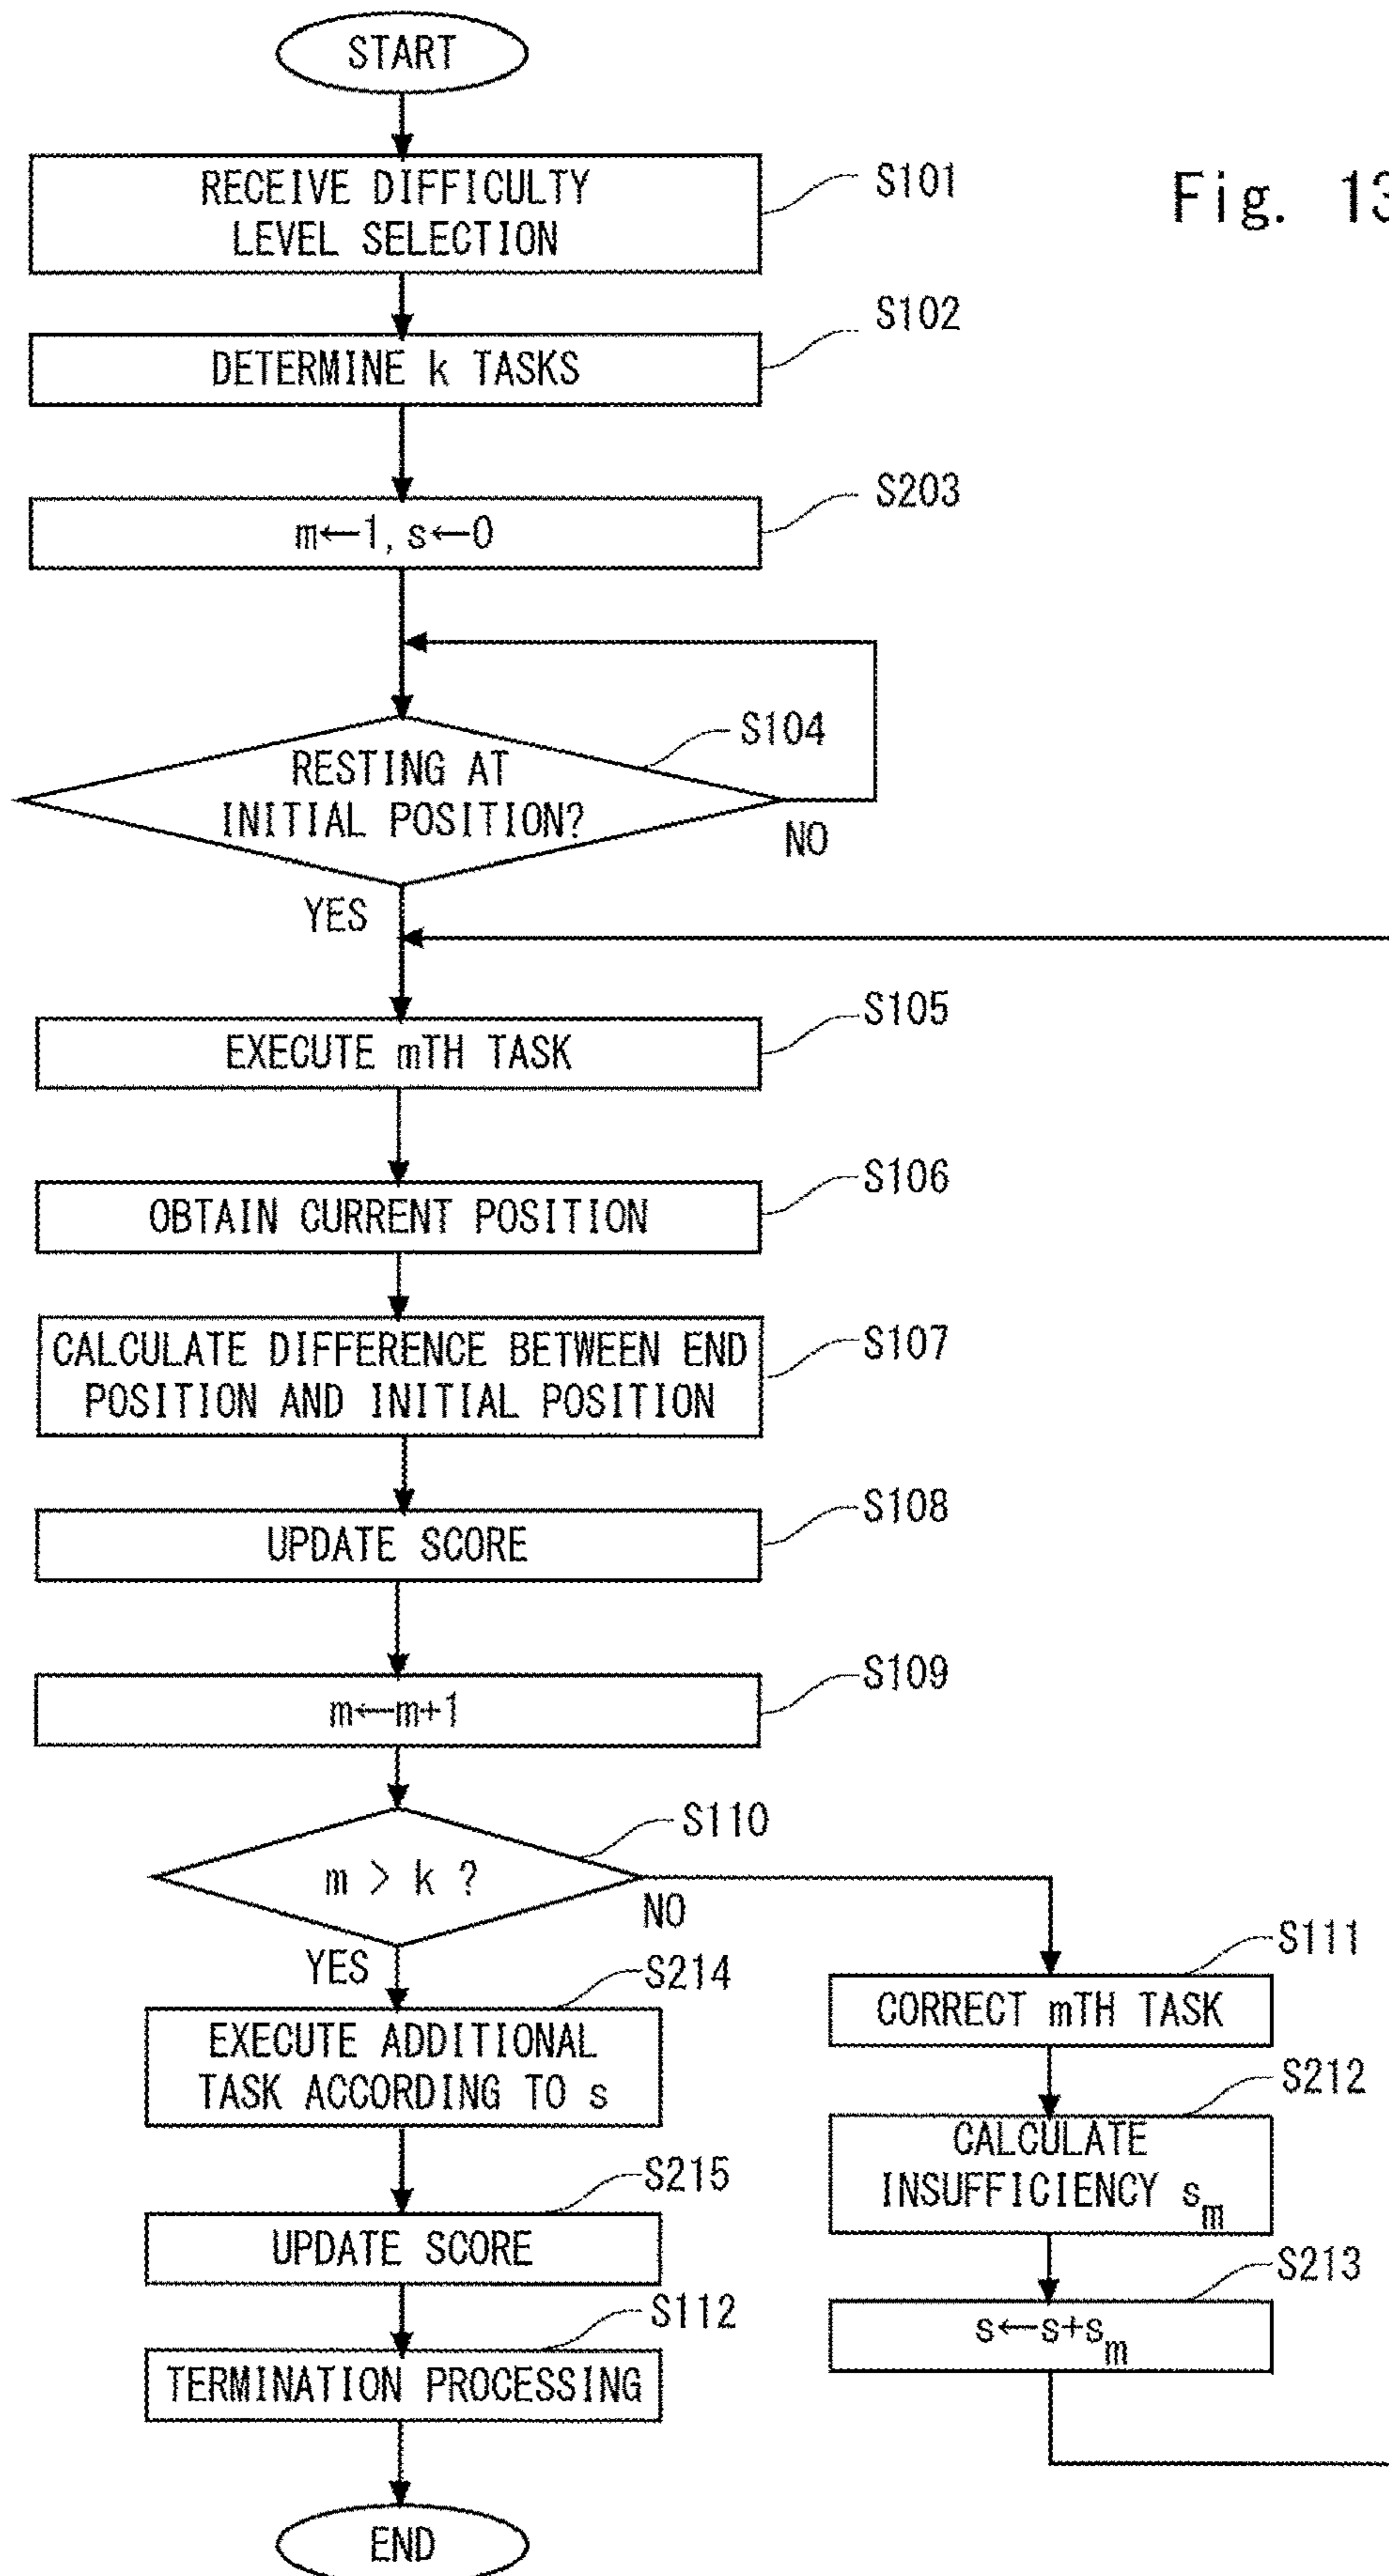 START
RECEIVE DIFFICULTY
LEVEL SELECTION
S101
Fig. 13
DETERMINE k TASKS
S102
m←1, s←0
S203
RESTING AT
INITIAL POSITION?
S104
NO
YES
EXECUTE mTH TASK
S105
OBTAIN CURRENT POSITION
S106
CALCULATE DIFFERENCE BETWEEN END
POSITION AND INITIAL POSITION
S107
UPDATE SCORE
S108
m←m+1
S109
m > k ?
S110
NO
YES
S214
EXECUTE ADDITIONAL
TASK ACCORDING TO s
S215
UPDATE SCORE
S112
TERMINATION PROCESSING
END
S111
CORRECT mTH TASK
S212
CALCULATE
INSUFFICIENCY sm
S213
s←s+sm